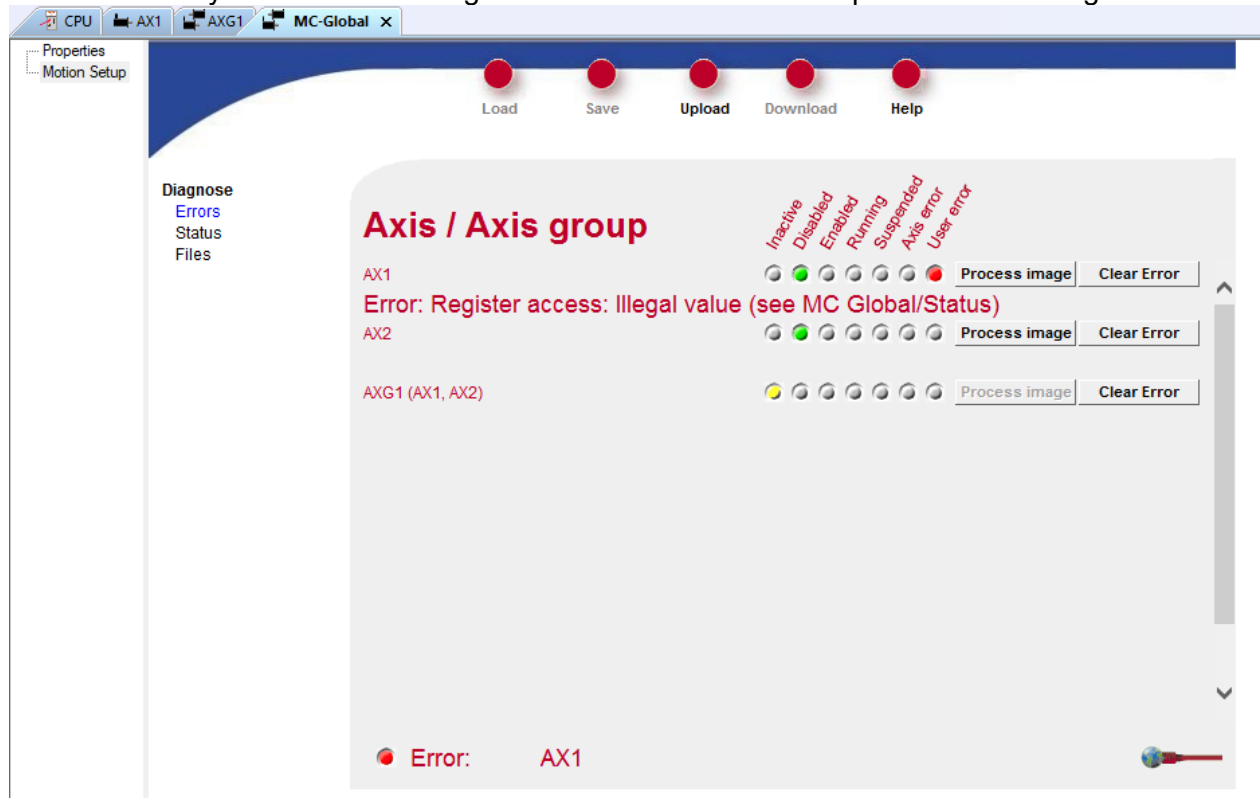 CPU AX1 AXG1 MC-Global ×
Properties
Motion Setup
Load Save Upload Download Help
Diagnose
Errors
Status
Files
Axis / Axis group
Inactive Disabled Enabled Running Suspended Axis error User error
AX1 Process image Clear Error
Error: Register access: Illegal value (see MC Global/Status)
AX2 Process image Clear Error
AXG1 (AX1, AX2) Process image Clear Error
Error: AX1